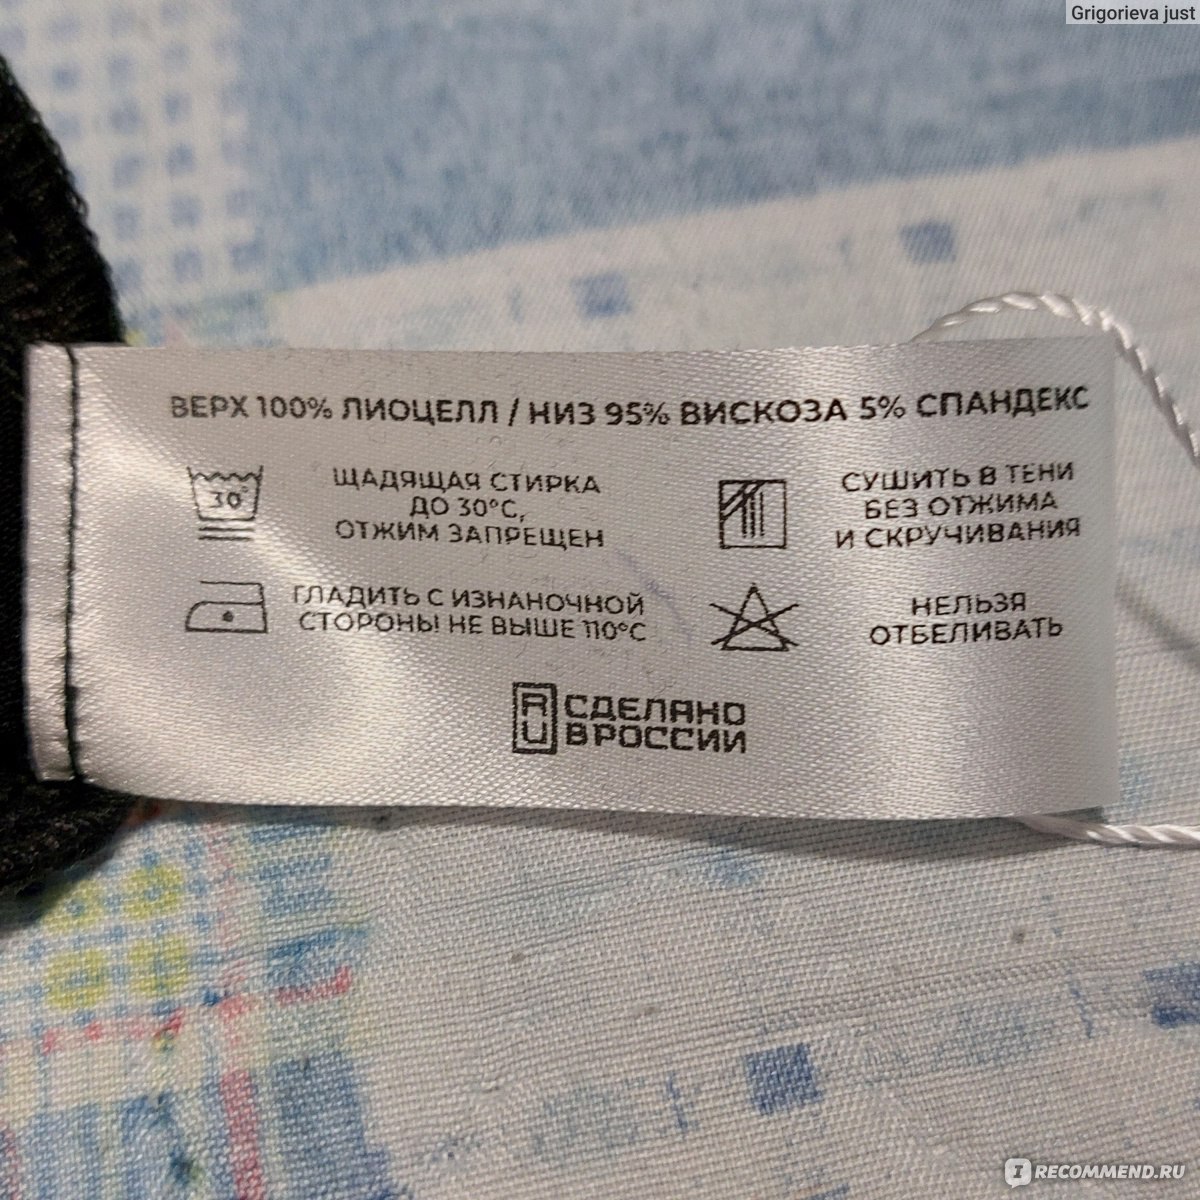 Grigorieva just
ВЕРХ 100% ЛИОЦЕЛЛ / НИЗ 95% ВИСКОЗА 5% СПАНДЕКС
30°
ЩАДЯЩАЯ СТИРКА
ДО 30°С,
ОТЖИМ ЗАПРЕЩЕН
СУШИТЬ В ТЕНИ
БЕЗ ОТЖИМА
И СКРУЧИВАНИЯ
ГЛАДИТЬ С ИЗНАНОЧНОЙ
СТОРОНЫ НЕ ВЫШЕ 110°С
НЕЛЬЗЯ
ОТБЕЛИВАТЬ
RU
СДЕЛАНО
В РОССИИ
IRECOMMEND.RU